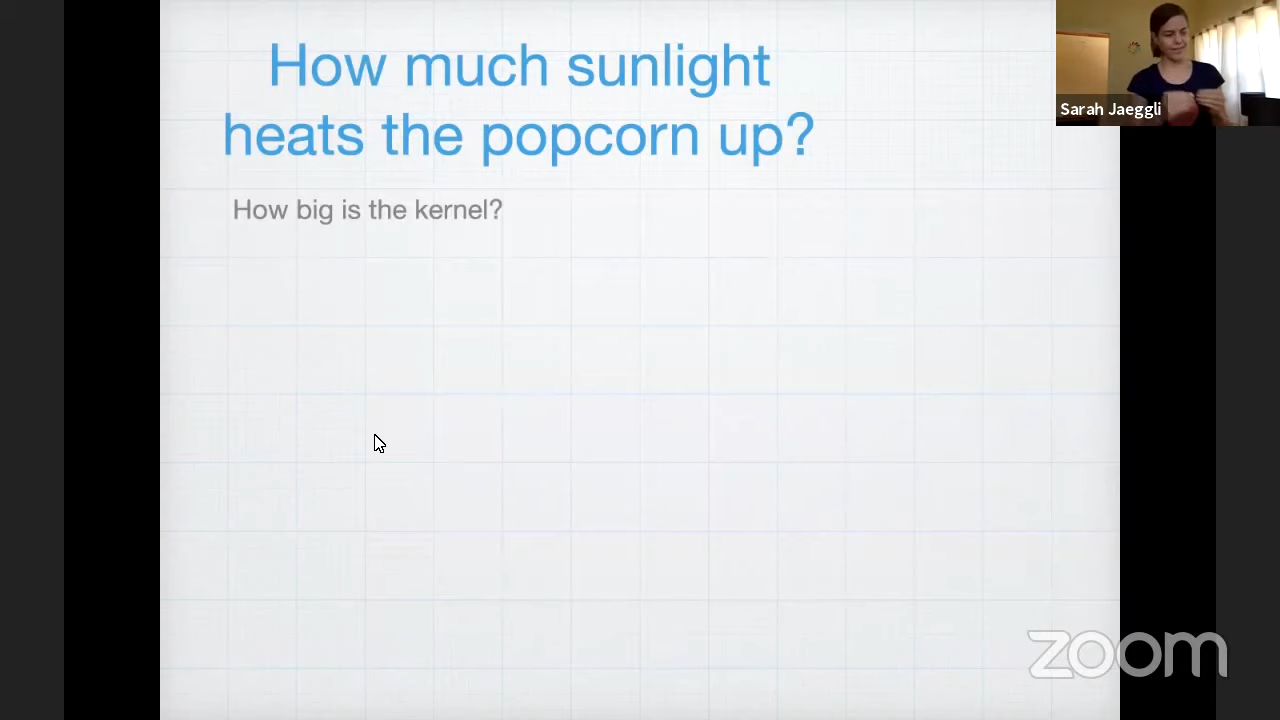 How much sunlight
heats the popcorn up?
How big is the kernel?
Sarah Jaeggli
zoom